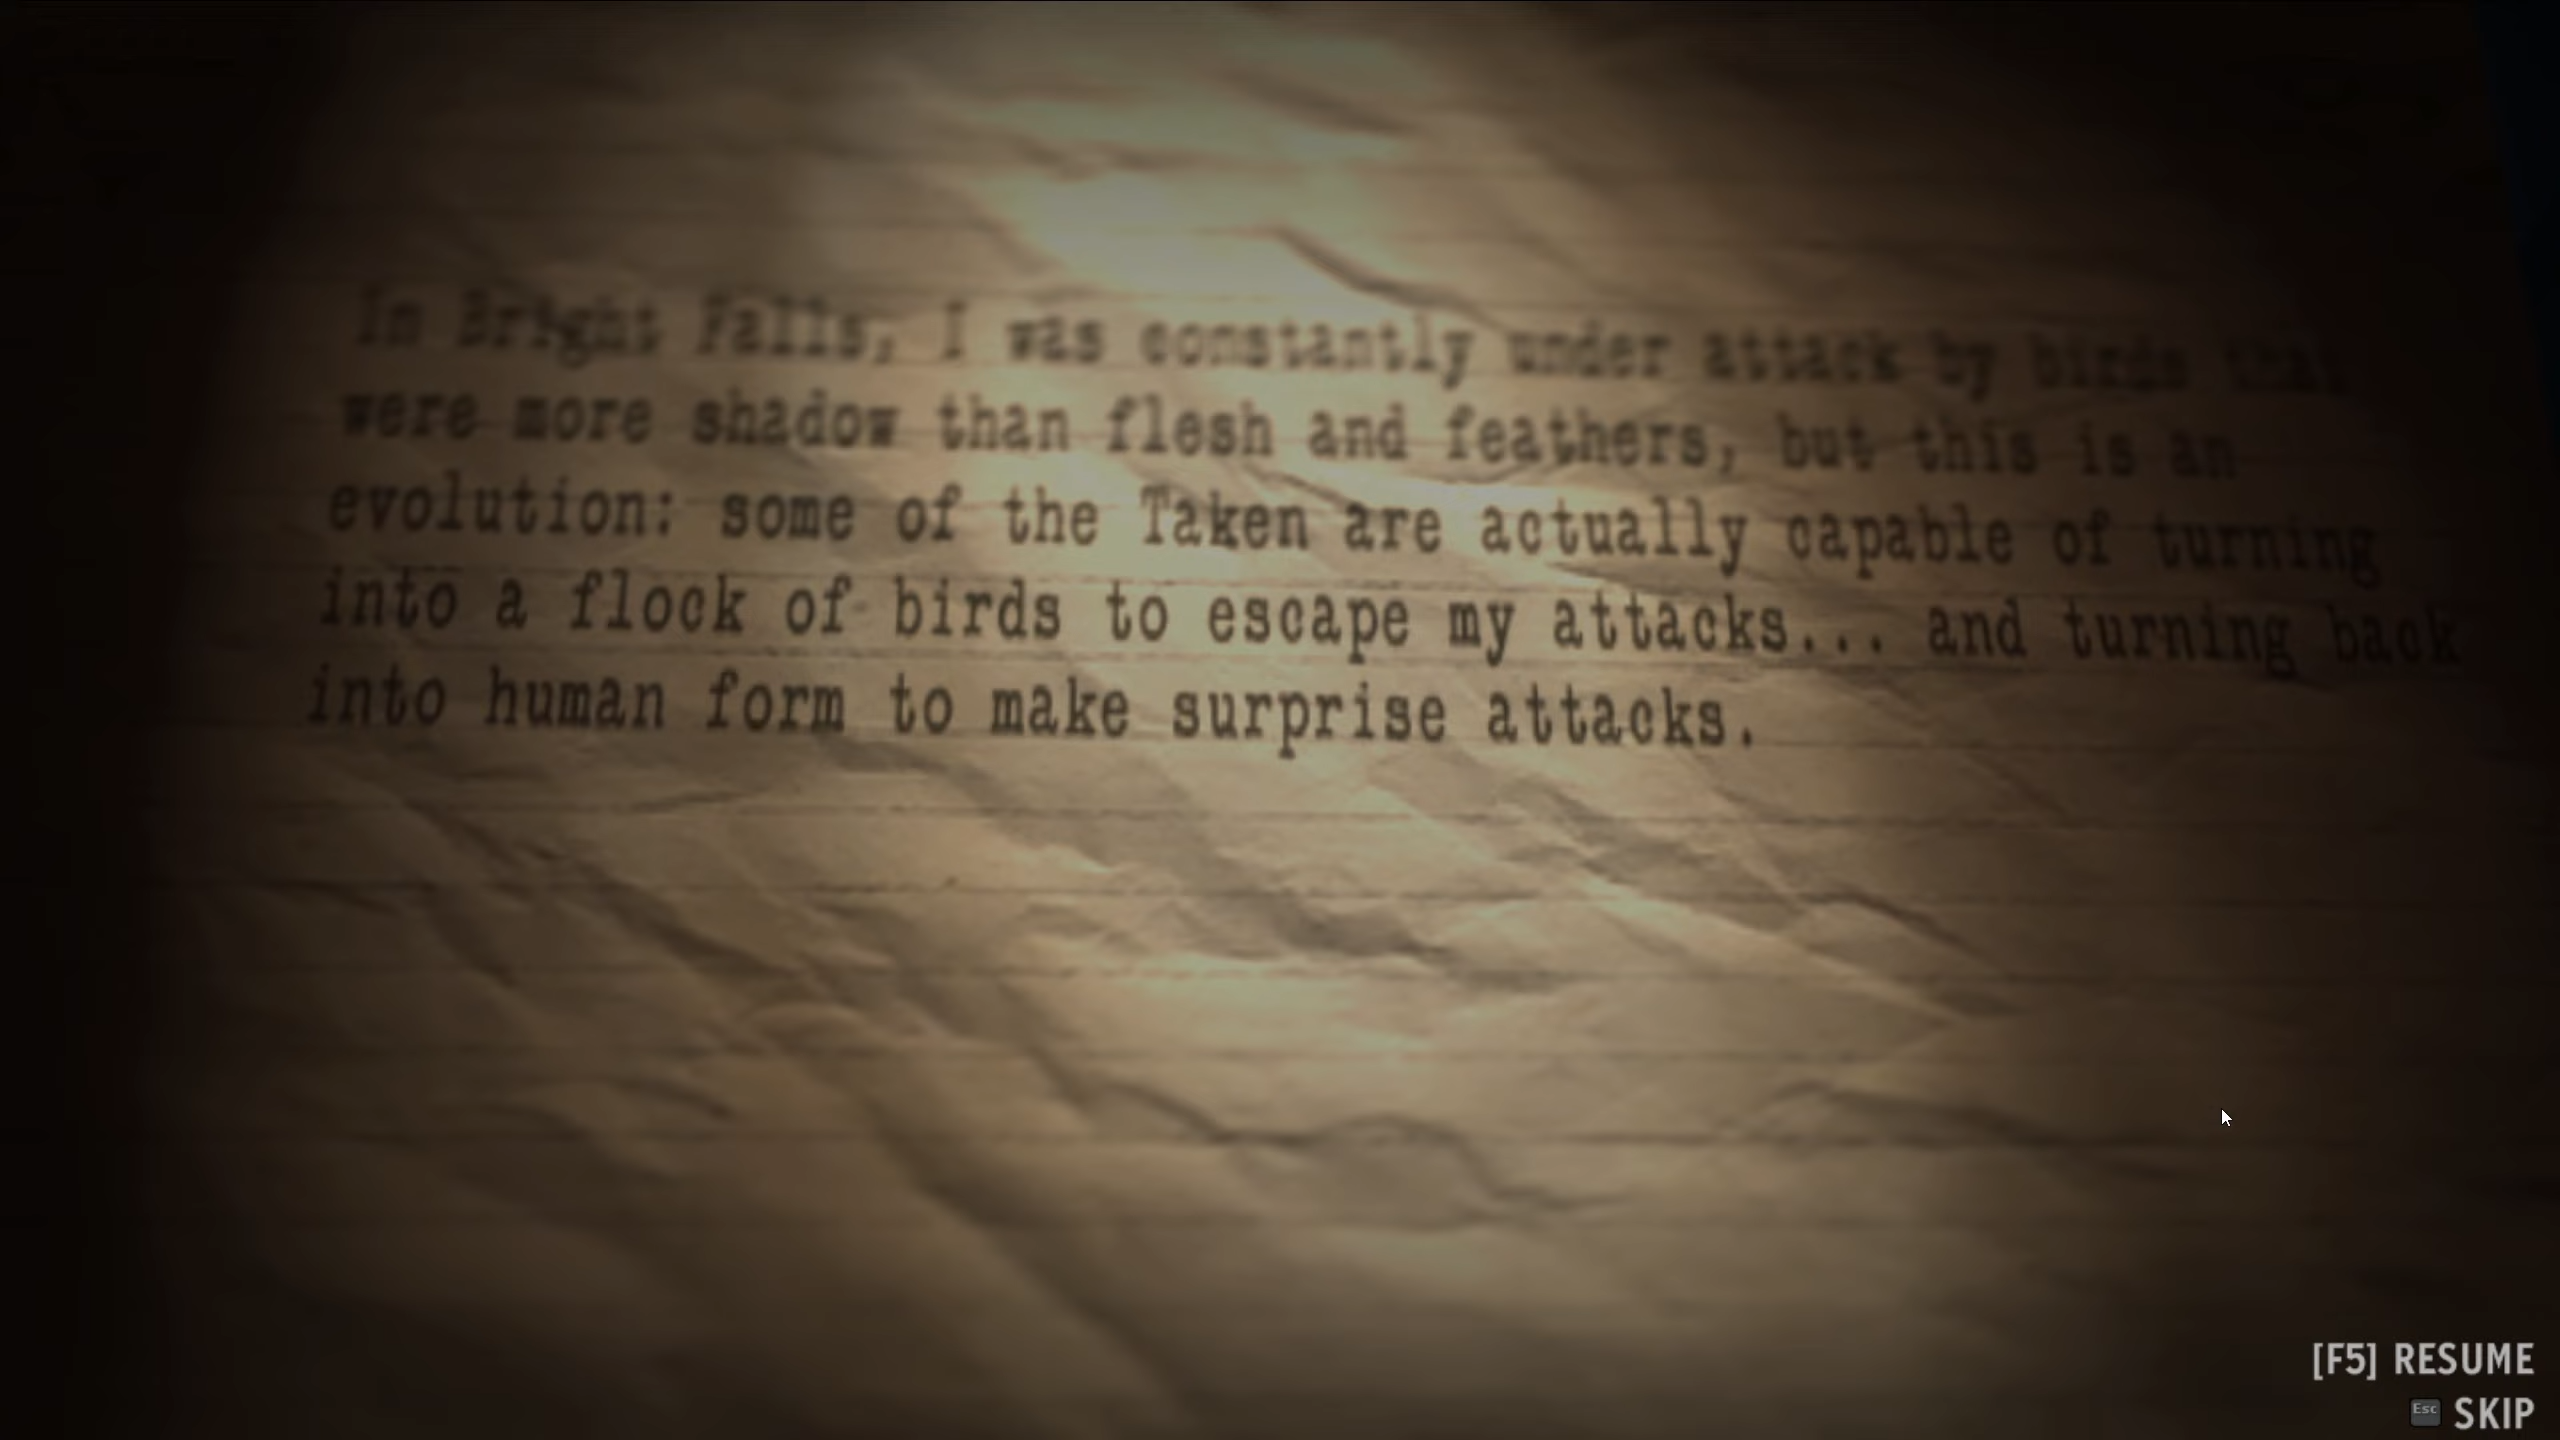 In Bright Falls, I was constantly under attack by birds that
were more shadow than flesh and feathers, but this is an
evolution: some of the Taken are actually capable of turning
into a flock of birds to escape my attacks... and turning back
into human form to make surprise attacks.
[F5] RESUME
Esc SKIP